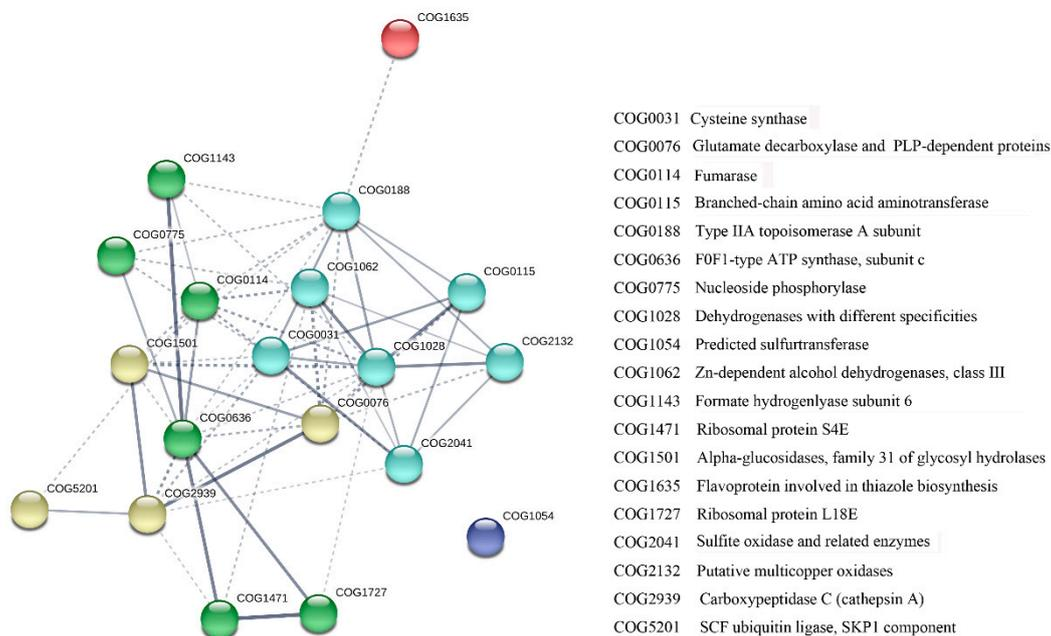 COG1635
COG1143
COG0188
COG0775
COG1062
COG0115
COG0114
COG0031
COG1028
COG2132
COG1501
COG0076
COG0636
COG2041
COG5201
COG2939
COG1054
COG1471
COG1727
COG0031 Cysteine synthase
COG0076 Glutamate decarboxylase and PLP-dependent proteins
COG0114 Fumarase
COG0115 Branched-chain amino acid aminotransferase
COG0188 Type IIA topoisomerase A subunit
COG0636 F0F1-type ATP synthase, subunit c
COG0775 Nucleoside phosphorylase
COG1028 Dehydrogenases with different specificities
COG1054 Predicted sulfurtransferase
COG1062 Zn-dependent alcohol dehydrogenases, class III
COG1143 Formate hydrogenlyase subunit 6
COG1471 Ribosomal protein S4E
COG1501 Alpha-glucosidases, family 31 of glycosyl hydrolases
COG1635 Flavoprotein involved in thiazole biosynthesis
COG1727 Ribosomal protein L18E
COG2041 Sulfite oxidase and related enzymes
COG2132 Putative multicopper oxidases
COG2939 Carboxypeptidase C (cathepsin A)
COG5201 SCF ubiquitin ligase, SKP1 component